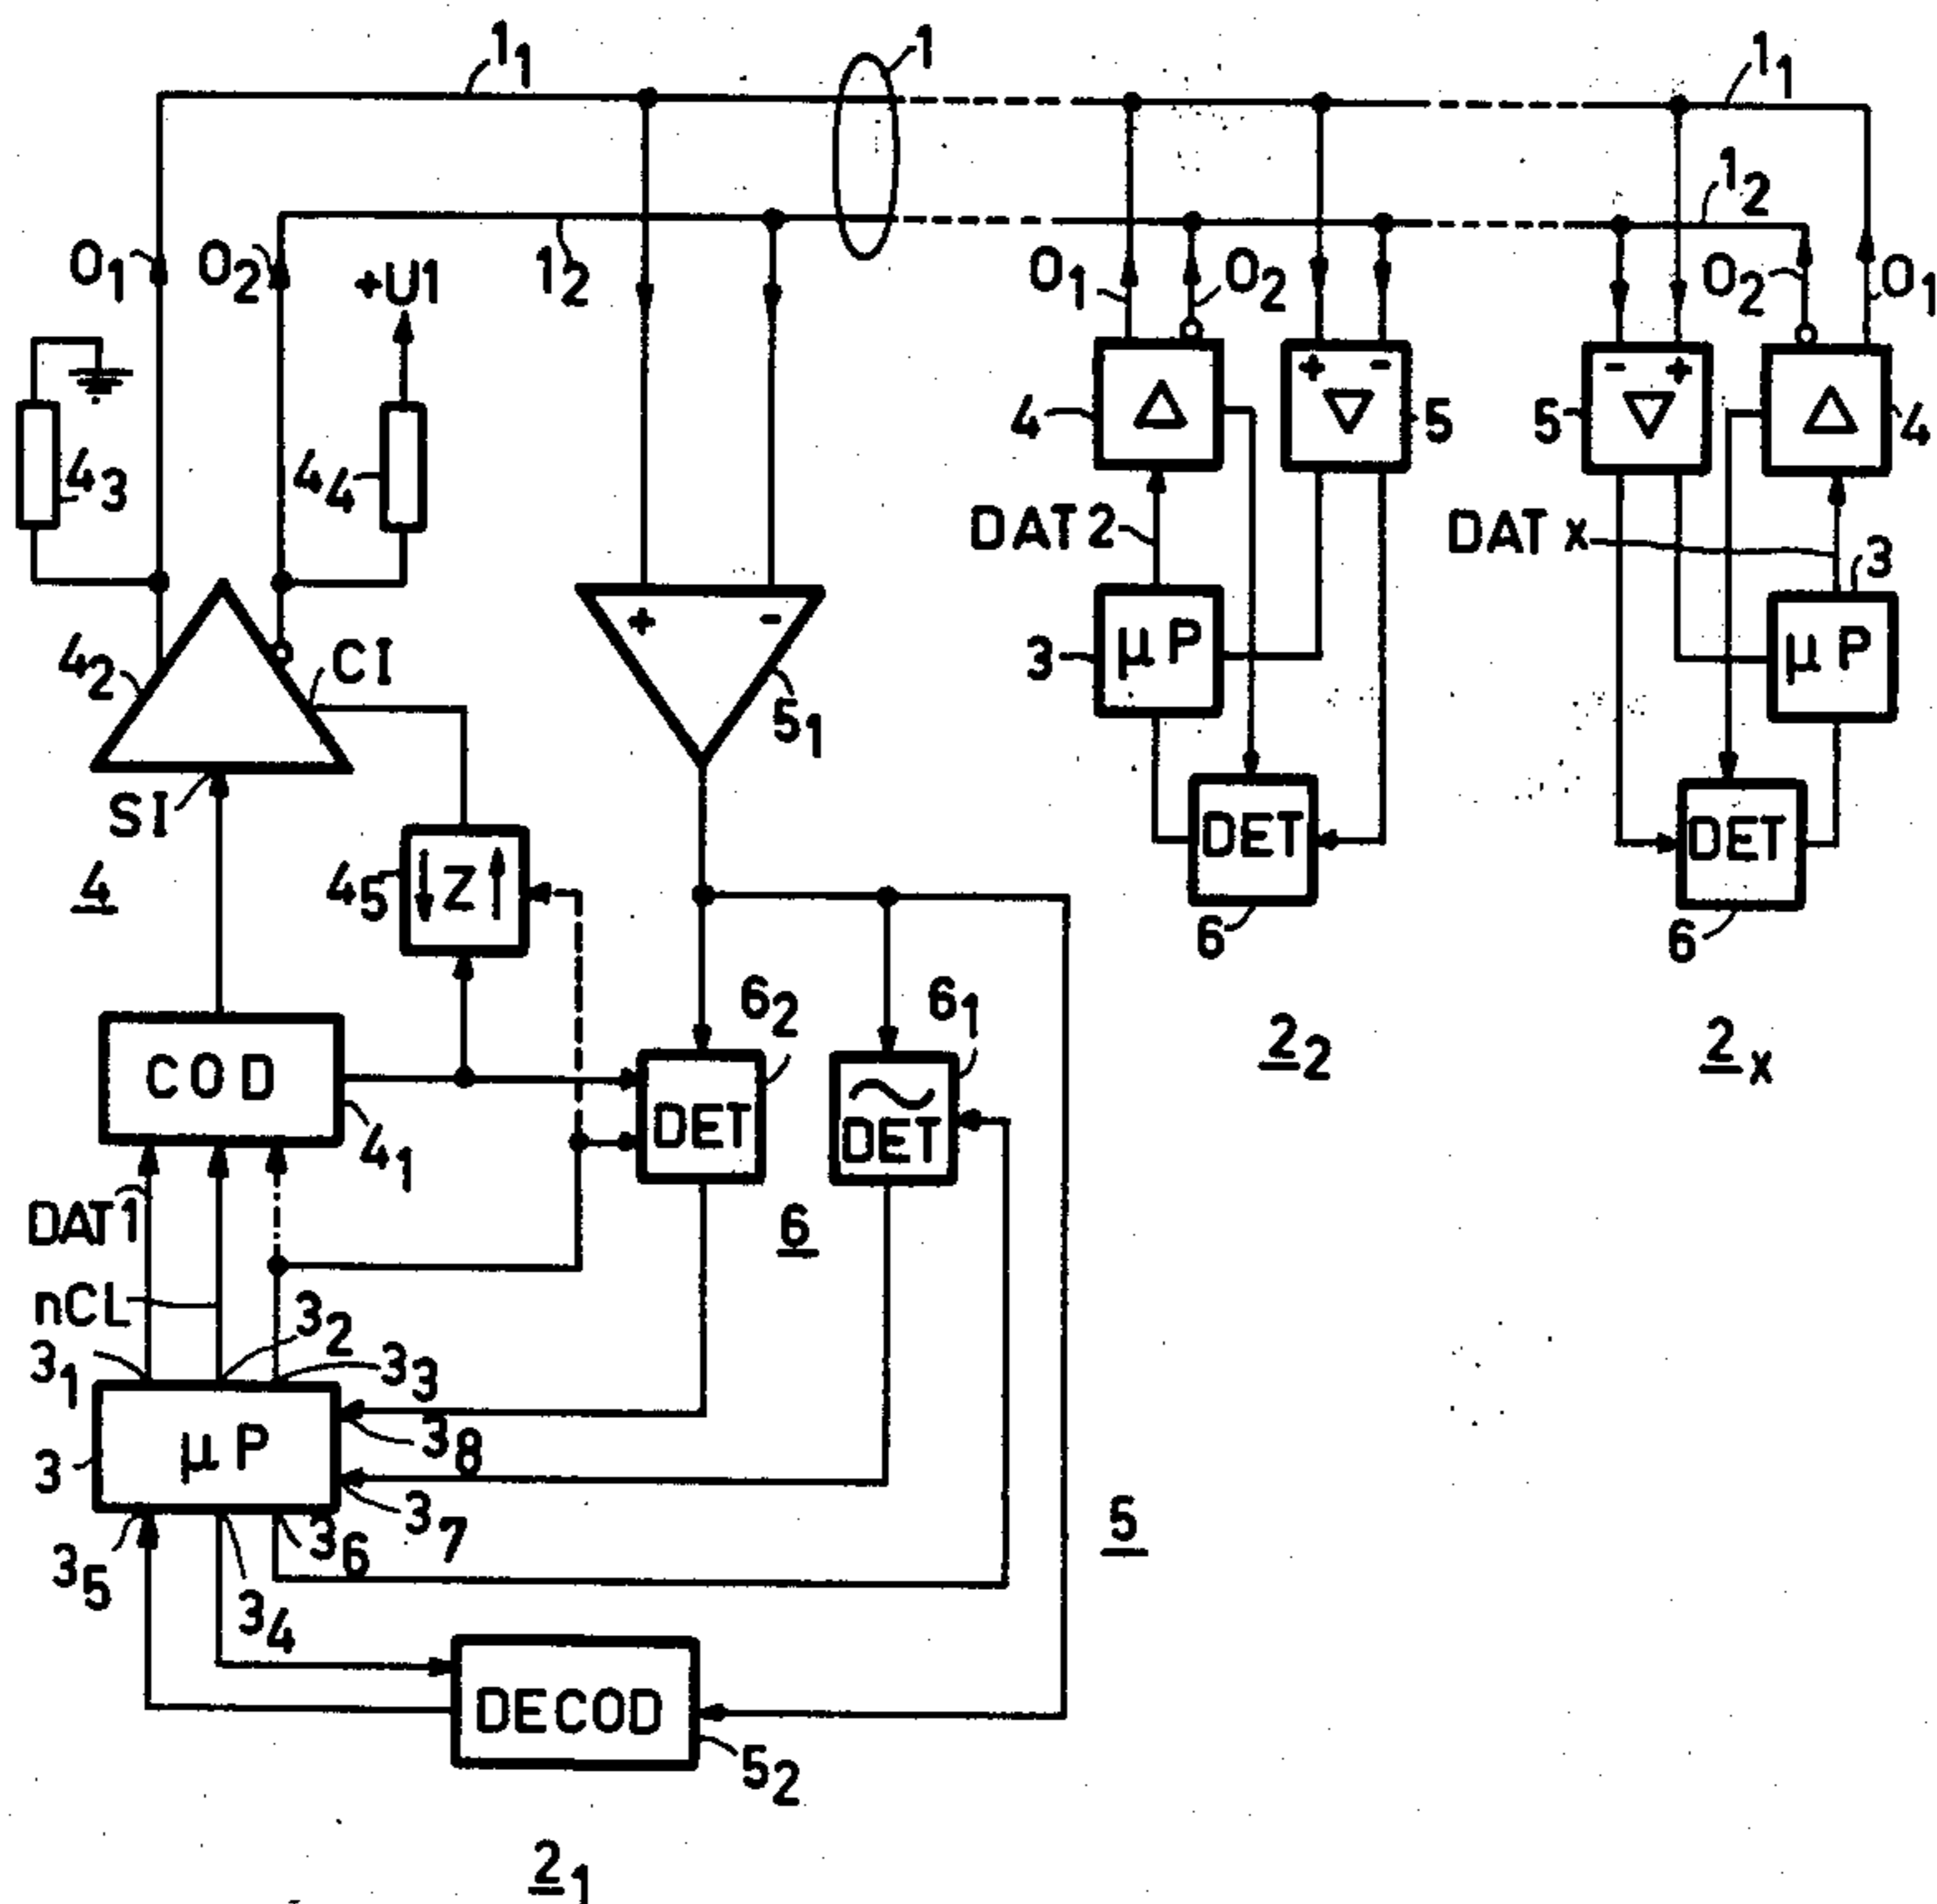 1₁
1
1₁
1₂
O₁
O₂
+U1
1₂
O₁
O₂
O₂
O₁
4₃
4₄
4
+ -
5
5
- +
4
DAT2
DAT x
3
4₂
CI
+ -
5₁
3
µP
µP
SI
4
4₅
Z
DET
DET
6
6
6₂
6₁
2₂
2ₓ
COD
4₁
DET
DET
DAT1
6
nCL
3₁
3₂
3₃
3
µP
3₈
3₇
5
3₅
3₆
3₄
DECOD
5₂
2₁